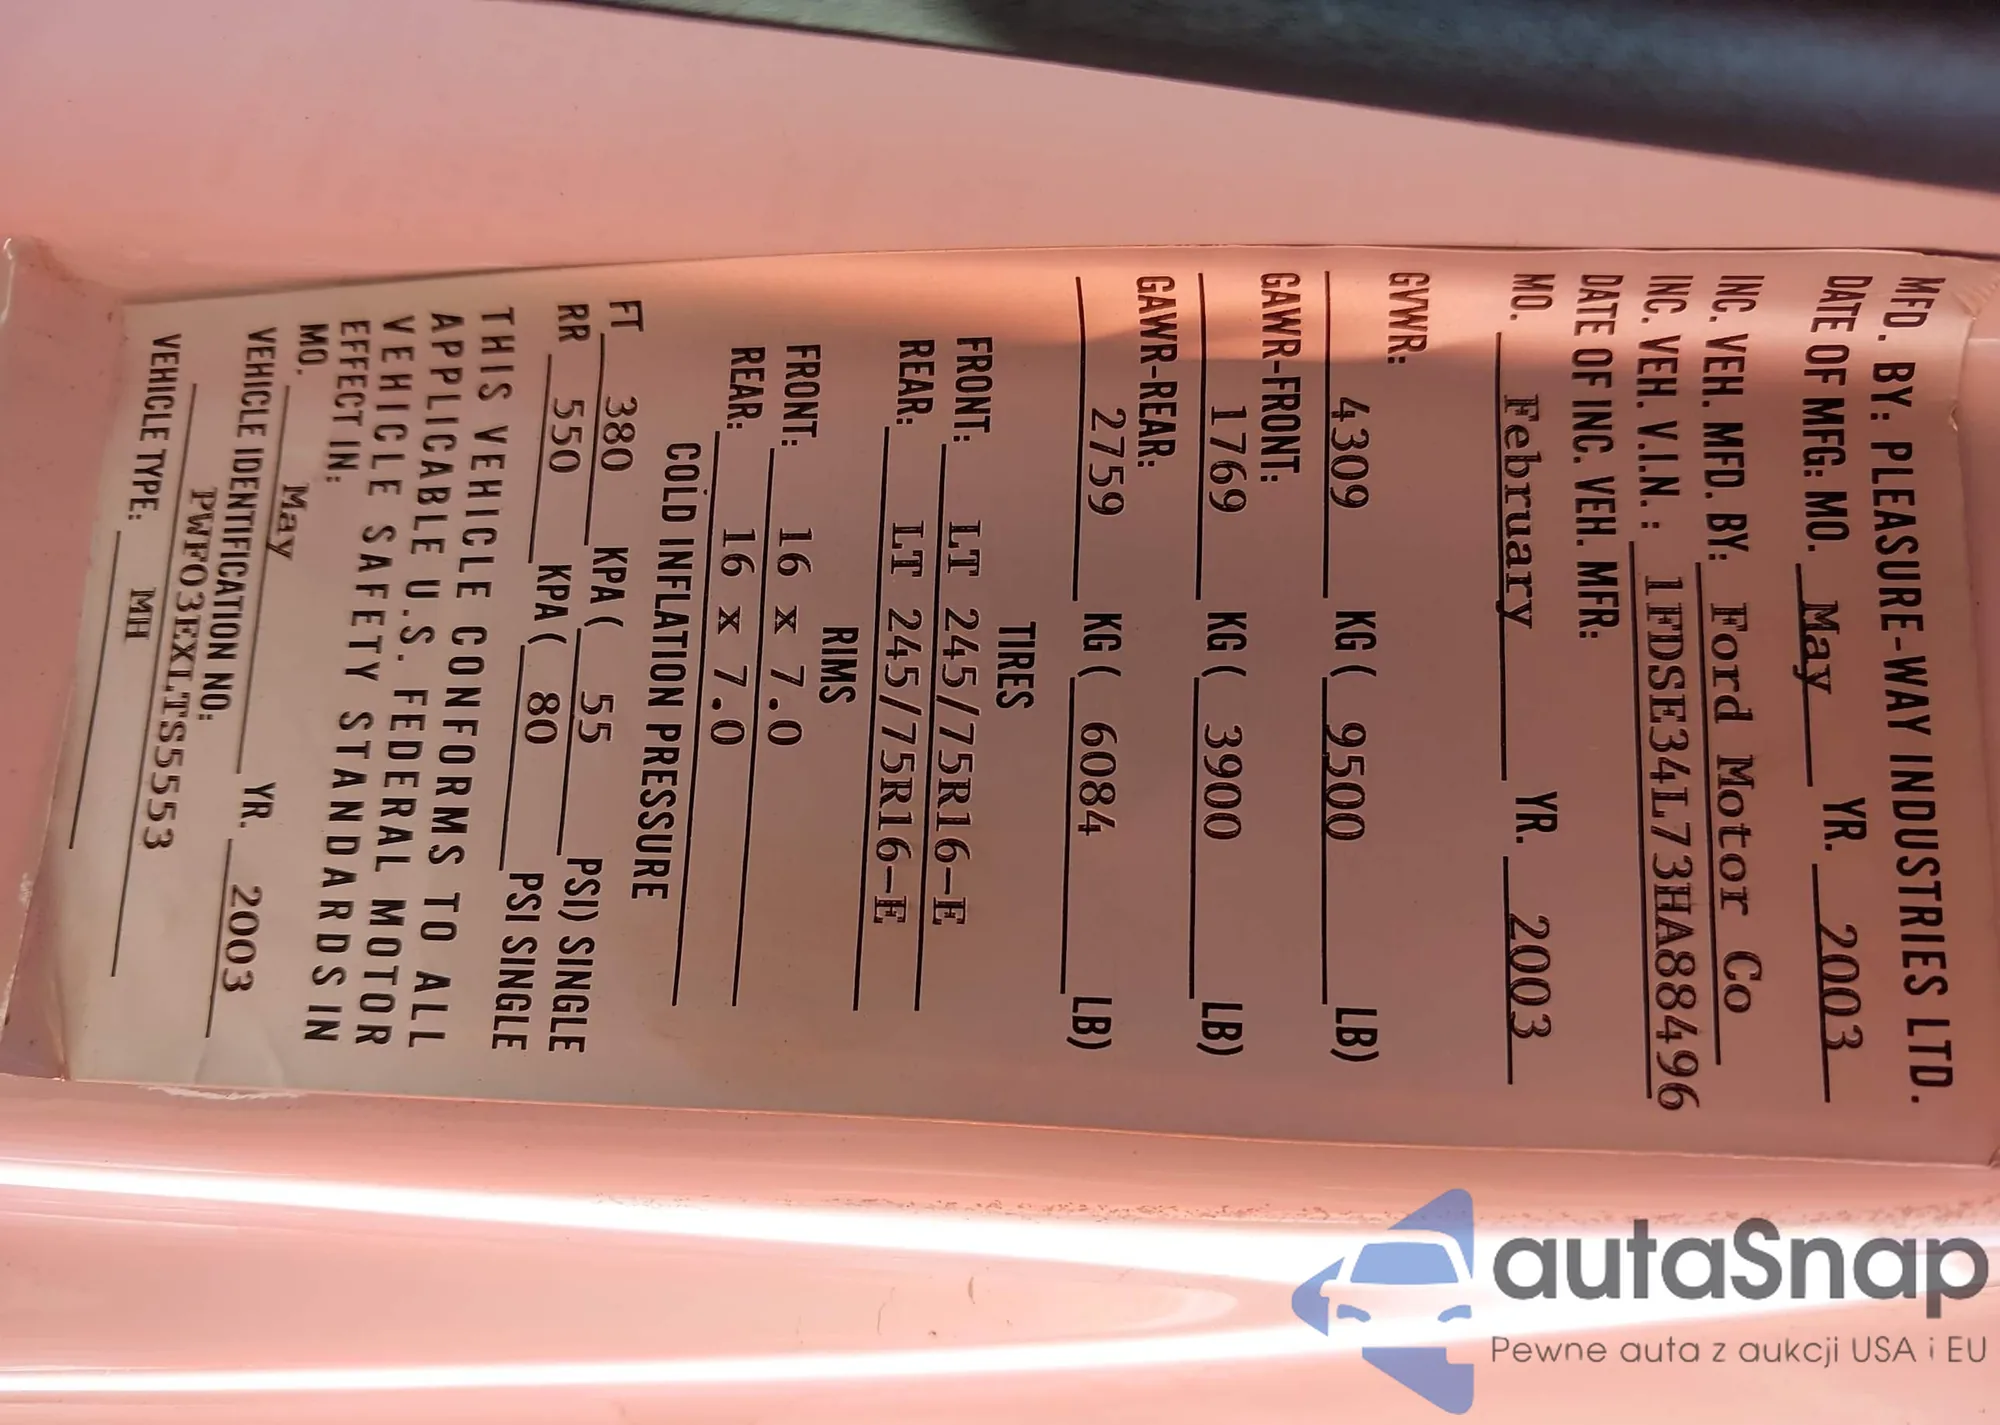 MFD. BY: PLEASURE-WAY INDUSTRIES LTD.
DATE OF MFG: MO. May YR. 2003
INC. VEH. MFD. BY: Ford Motor Co
INC. VEH. V.I.N. : 1FDSE34L73HA88496
DATE OF INC. VEH. MFR:
MO. February YR. 2003
GVWR:
4309 KG ( 9500 LB)
GAWR-FRONT:
1769 KG ( 3900 LB)
GAWR-REAR:
2759 KG ( 6084 LB)
TIRES
FRONT: LT 245/75R16-E
REAR: LT 245/75R16-E
RIMS
FRONT: 16 x 7.0
REAR: 16 x 7.0
COLD INFLATION PRESSURE
FT 380 KPA ( 55 PSI) SINGLE
RR 550 KPA ( 80 PSI SINGLE
THIS VEHICLE CONFORMS TO ALL
APPLICABLE U.S. FEDERAL MOTOR
VEHICLE SAFETY STANDARDS IN
EFFECT IN:
MO. May YR. 2003
VEHICLE IDENTIFICATION NO:
PWFO3EXLTS5553
VEHICLE TYPE: MH
autaSnap
Pewne auta z aukcji USA i EU